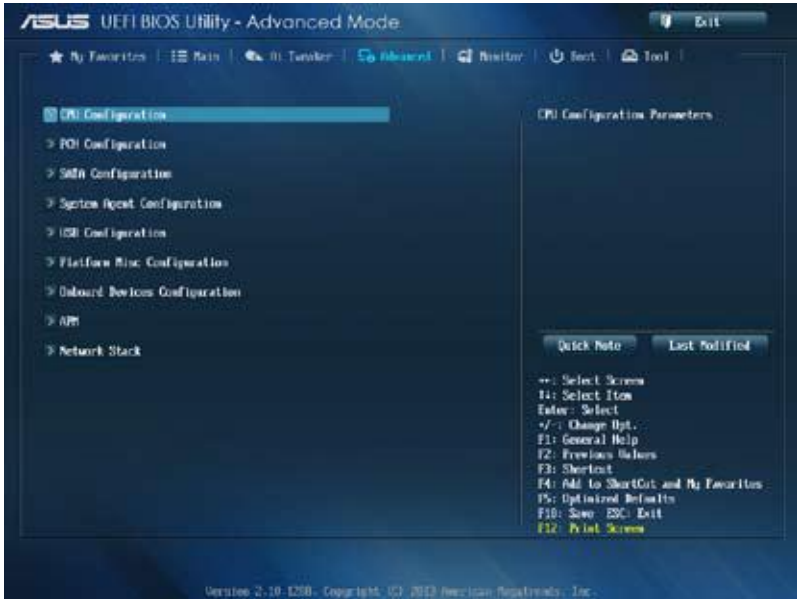 ASUS UEFI BIOS Utility - Advanced Mode
Exit
My Favorites | Main | Ai Tweaker | Advanced | Monitor | Boot | Tool
> CPU Configuration
> PCH Configuration
> SATA Configuration
> System Agent Configuration
> USB Configuration
> Platform Misc Configuration
> Onboard Devices Configuration
> APM
> Network Stack
CPU Configuration Parameters
Quick Note
Last Modified
→←: Select Screen
↑↓: Select Item
Enter: Select
+/-: Change Opt.
F1: General Help
F2: Previous Values
F3: Shortcut
F4: Add to ShortCut and My Favorites
F5: Optimized Defaults
F10: Save ESC: Exit
F12: Print Screen
Version 2.10.1208. Copyright (C) 2013 American Megatrends, Inc.